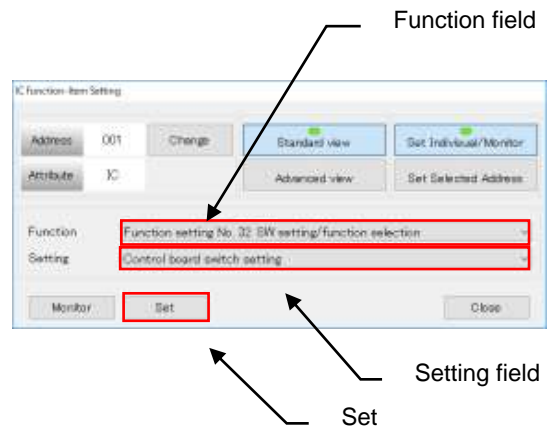 Function field
IC Function-Item Setting
Address 001 Change Standard view Set Individual/Monitor
Attribute IC Advanced view Set Selected Address
Function Function setting No. 32 SW setting/function selection
Setting Control board switch setting
Monitor Set Close
Setting field
Set